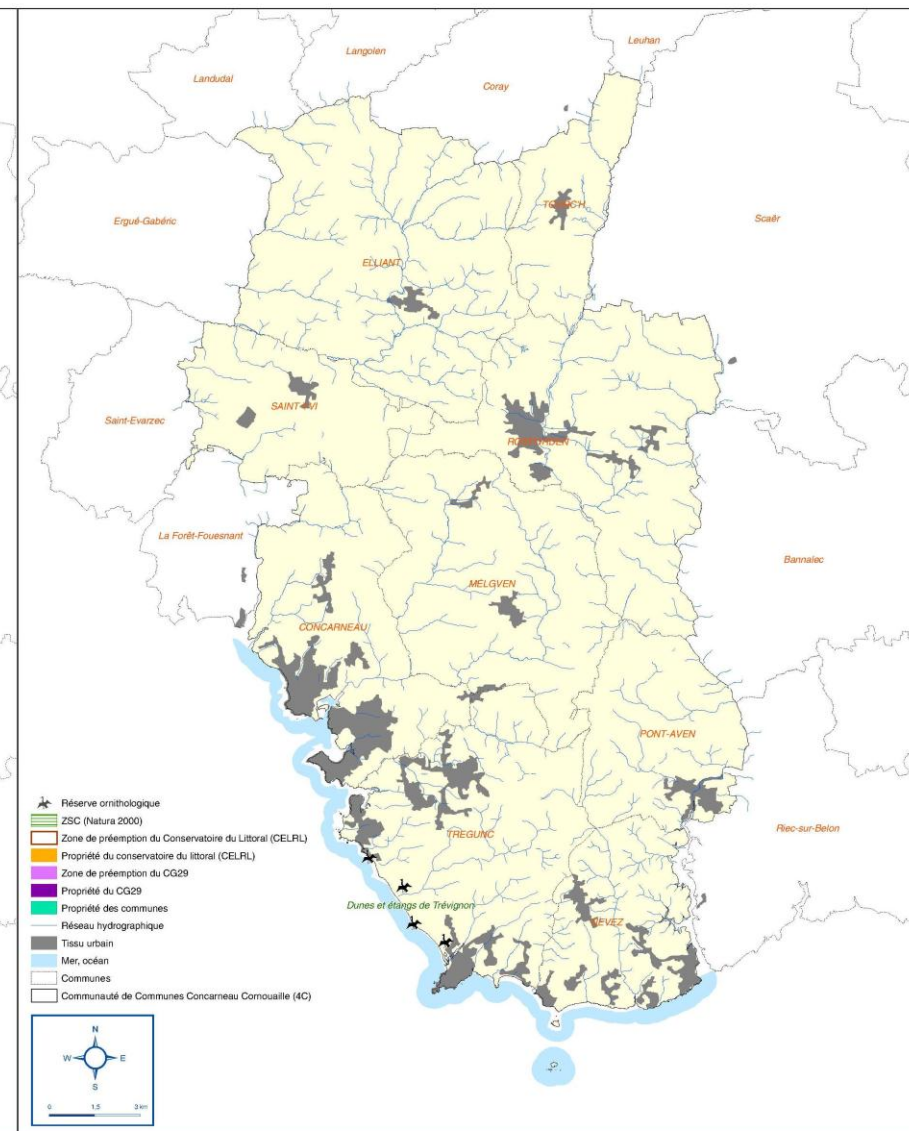 Leuhan
Langolen
Landudal
Coray
TOURC'H
Ergué-Gabéric
Scaër
ELLIANT
SAINT-YVI
Saint-Evarzec
ROSPORDEN
La Forêt-Fouesnant
Bannalec
MELGVEN
CONCARNEAU
PONT-AVEN
Réserve ornithologique
ZSC (Natura 2000)
Zone de préemption du Conservatoire du Littoral (CELRL)
Propriété du conservatoire du littoral (CELRL)
Zone de préemption du CG29
Propriété du CG29
Propriété des communes
Réseau hydrographique
Tissu urbain
Mer, océan
Communes
Communauté de Communes Concarneau Cornouaille (4C)
Riec-sur-Belon
TREGUNC
Dunes et étangs de Trévignon
NEVEZ
N
W E
S
0 1,5 3 km